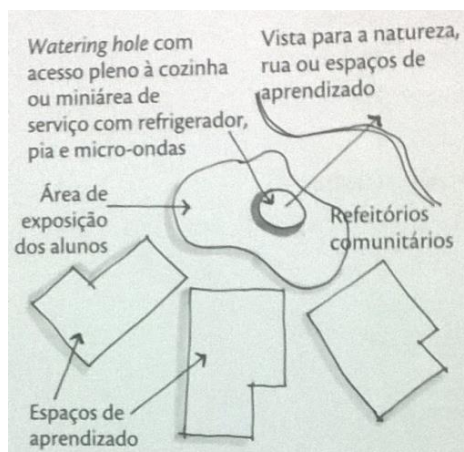 Watering hole com
acesso pleno à cozinha
ou miniárea de
serviço com refrigerador,
pia e micro-ondas
Vista para a natureza,
rua ou espaços de
aprendizado
Área de
exposição
dos alunos
Refeitórios
comunitários
Espaços de
aprendizado